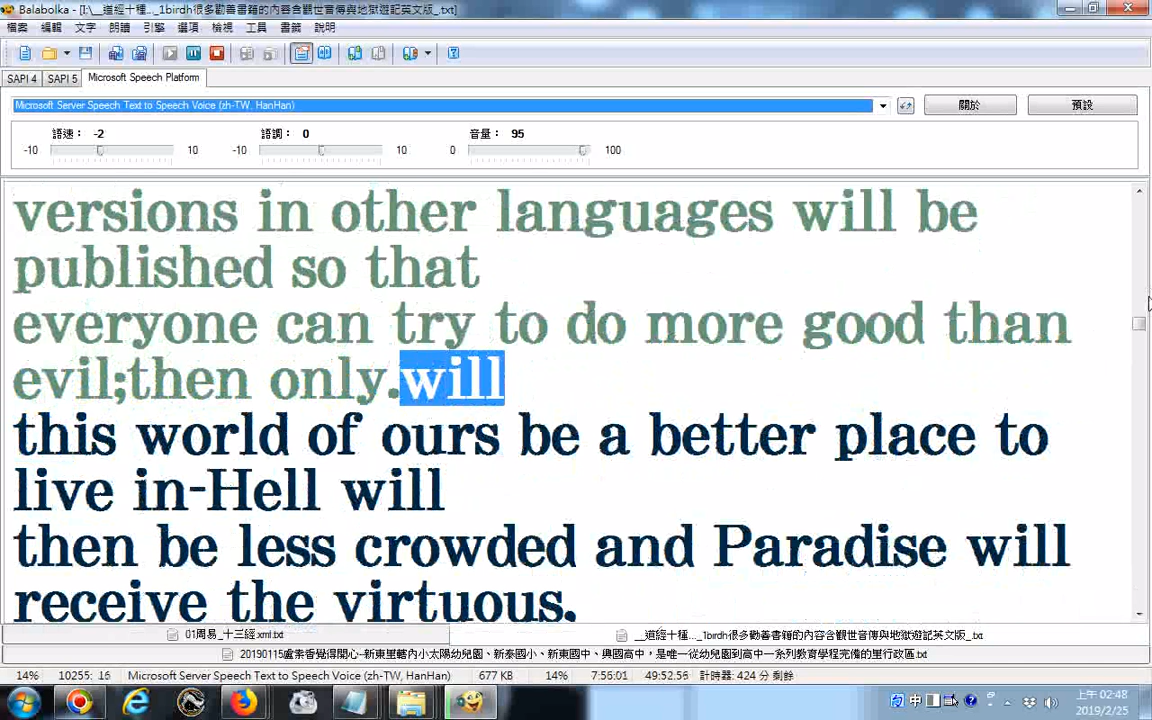 Balabolka - [I:\__道經十種..._1birdh很多勸善書籍的內容含觀世音傳與地獄遊記英文版_.txt]
檔案 編輯 文字 朗讀 引擎 選項 檢視 工具 書籤 說明
SAPI 4 SAPI 5 Microsoft Speech Platform
Microsoft Server Speech Text to Speech Voice (zh-TW, HanHan) 關於 預設
語速： -2 語調： 0 音量： 95
-10 10 -10 10 0 100
versions in other languages will be
published so that
everyone can try to do more good than
evil;then only.will
this world of ours be a better place to
live in-Hell will
then be less crowded and Paradise will
receive the virtuous.
01周易_十三經.xml.txt __道經十種..._1birdh很多勸善書籍的內容含觀世音傳與地獄遊記英文版_.txt
20190115盧素香覺得開心~新東里轄內小太陽幼兒園、新泰國小、新東國中、興國高中，是唯一從幼兒園到高中一系列教育學程完備的里行政區.txt
14% 10255: 16 Microsoft Server Speech Text to Speech Voice (zh-TW, HanHan) 677 KB 14% 7:56:01 49:52.56 計時器: 424 分 剩餘
中 上午 02:48
2019/2/25